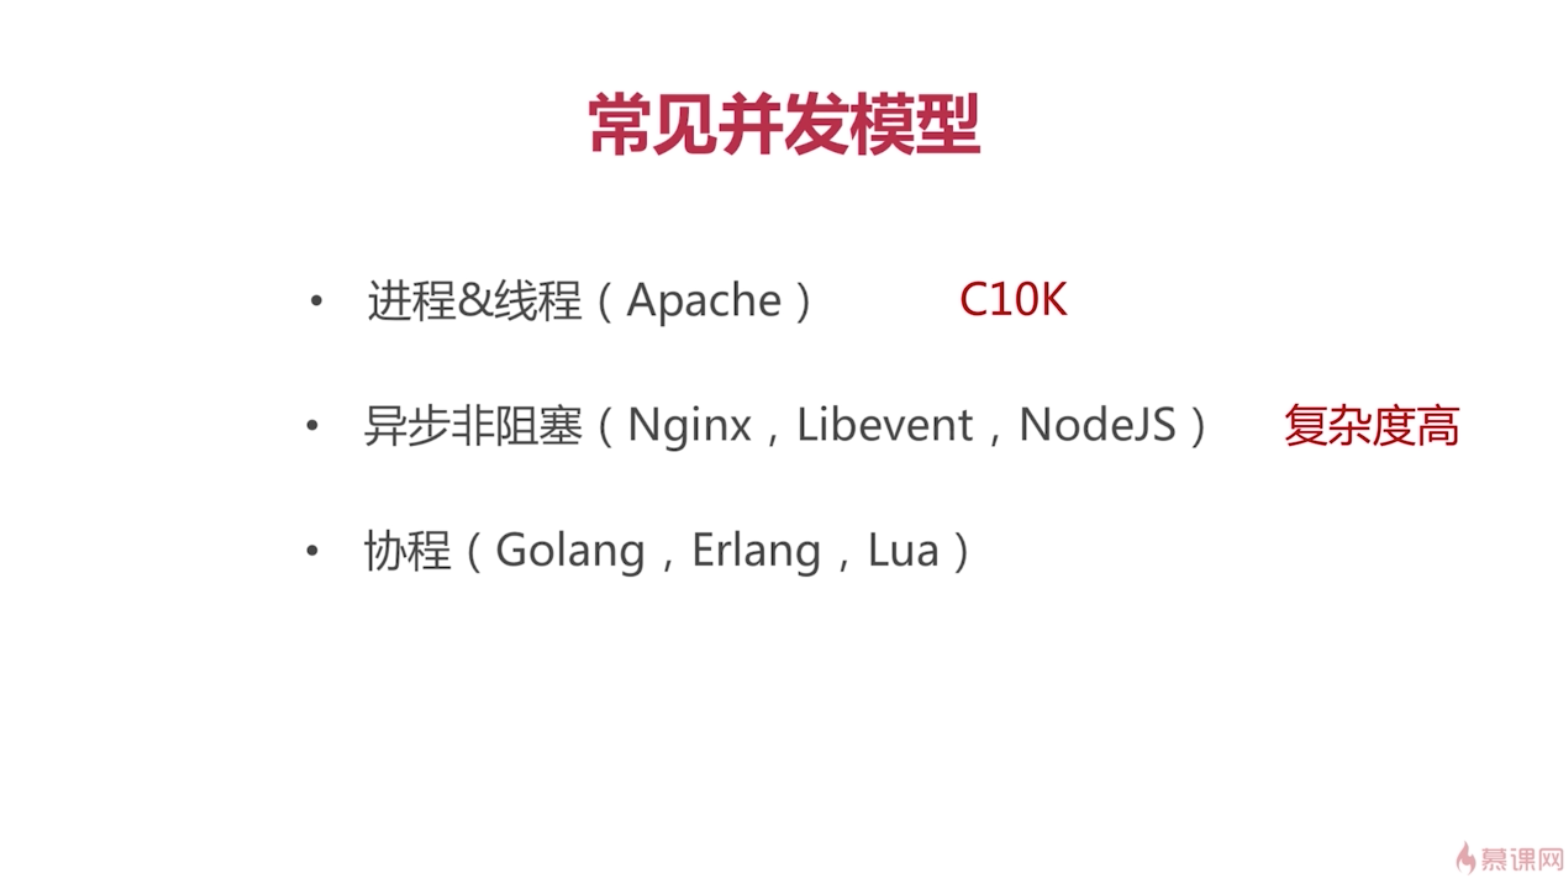 常见并发模型
• 进程&线程（Apache） C10K
• 异步非阻塞（Nginx，Libevent，NodeJS） 复杂度高
• 协程（Golang，Erlang，Lua）
慕课网